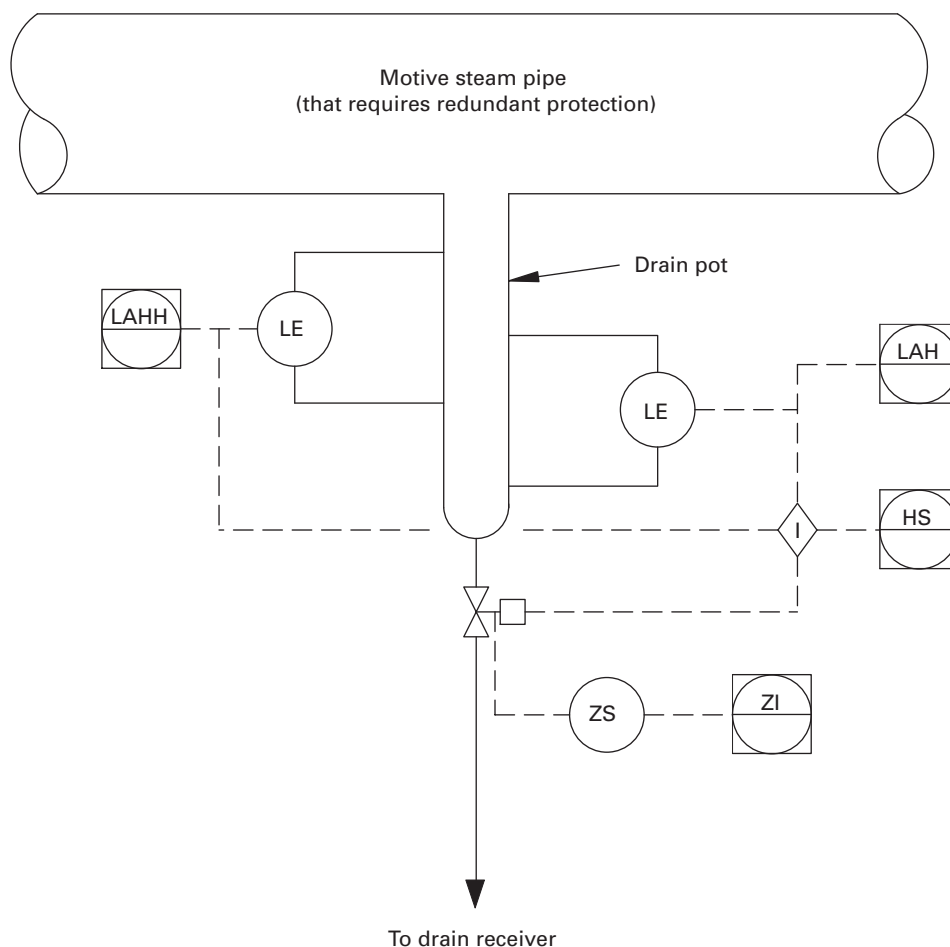 Motive steam pipe
(that requires redundant protection)
Drain pot
LAHH
LE
LAH
LE
HS
I
ZS
ZI
To drain receiver